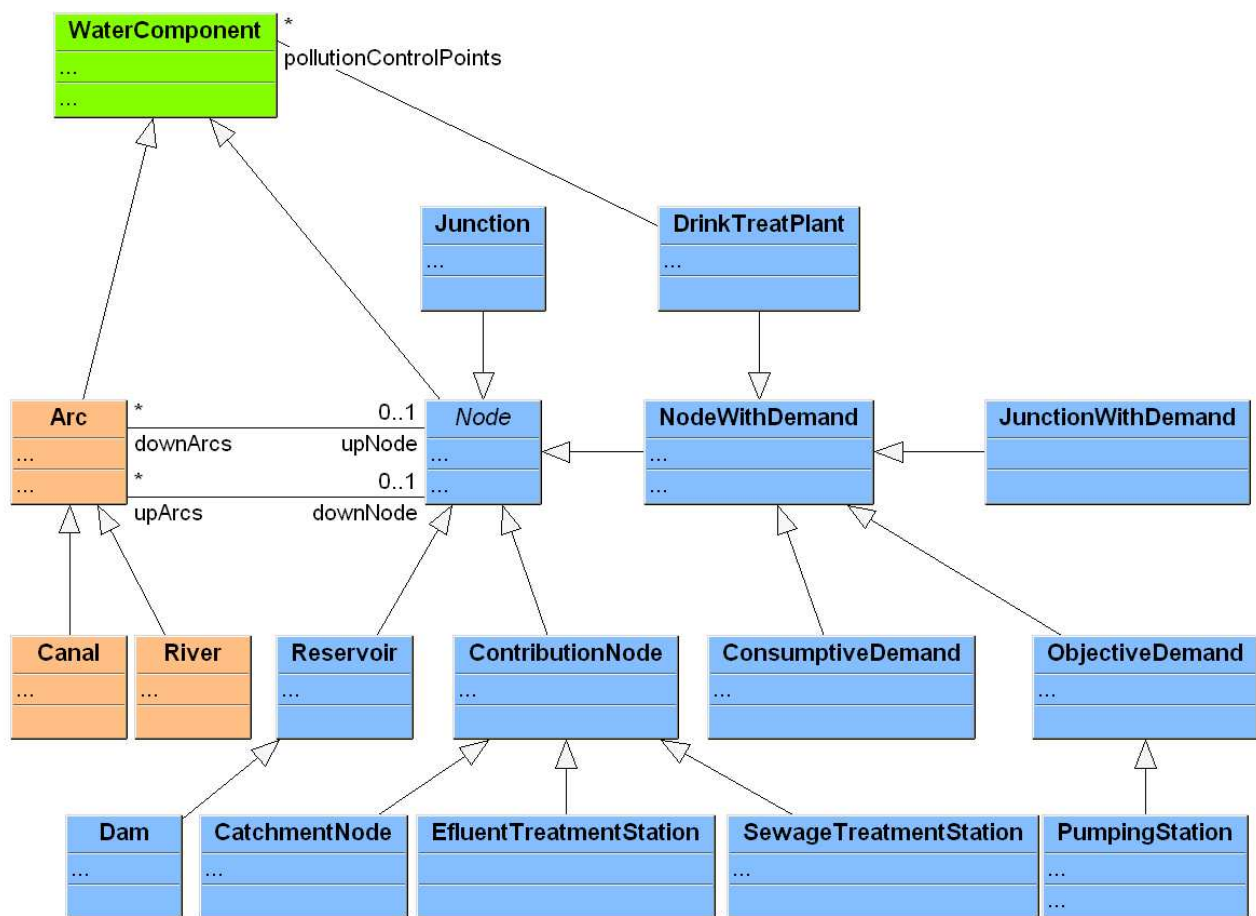 WaterComponent
...
...
*
pollutionControlPoints
Junction
...
DrinkTreatPlant
...
Arc
...
...
*
0..1
downArcs
upNode
*
0..1
upArcs
downNode
Node
...
...
NodeWithDemand
...
...
JunctionWithDemand
Canal
...
River
...
Reservoir
...
ContributionNode
...
ConsumptiveDemand
...
ObjectiveDemand
...
Dam
...
CatchmentNode
...
EfluentTreatmentStation
...
SewageTreatmentStation
...
PumpingStation
...
...